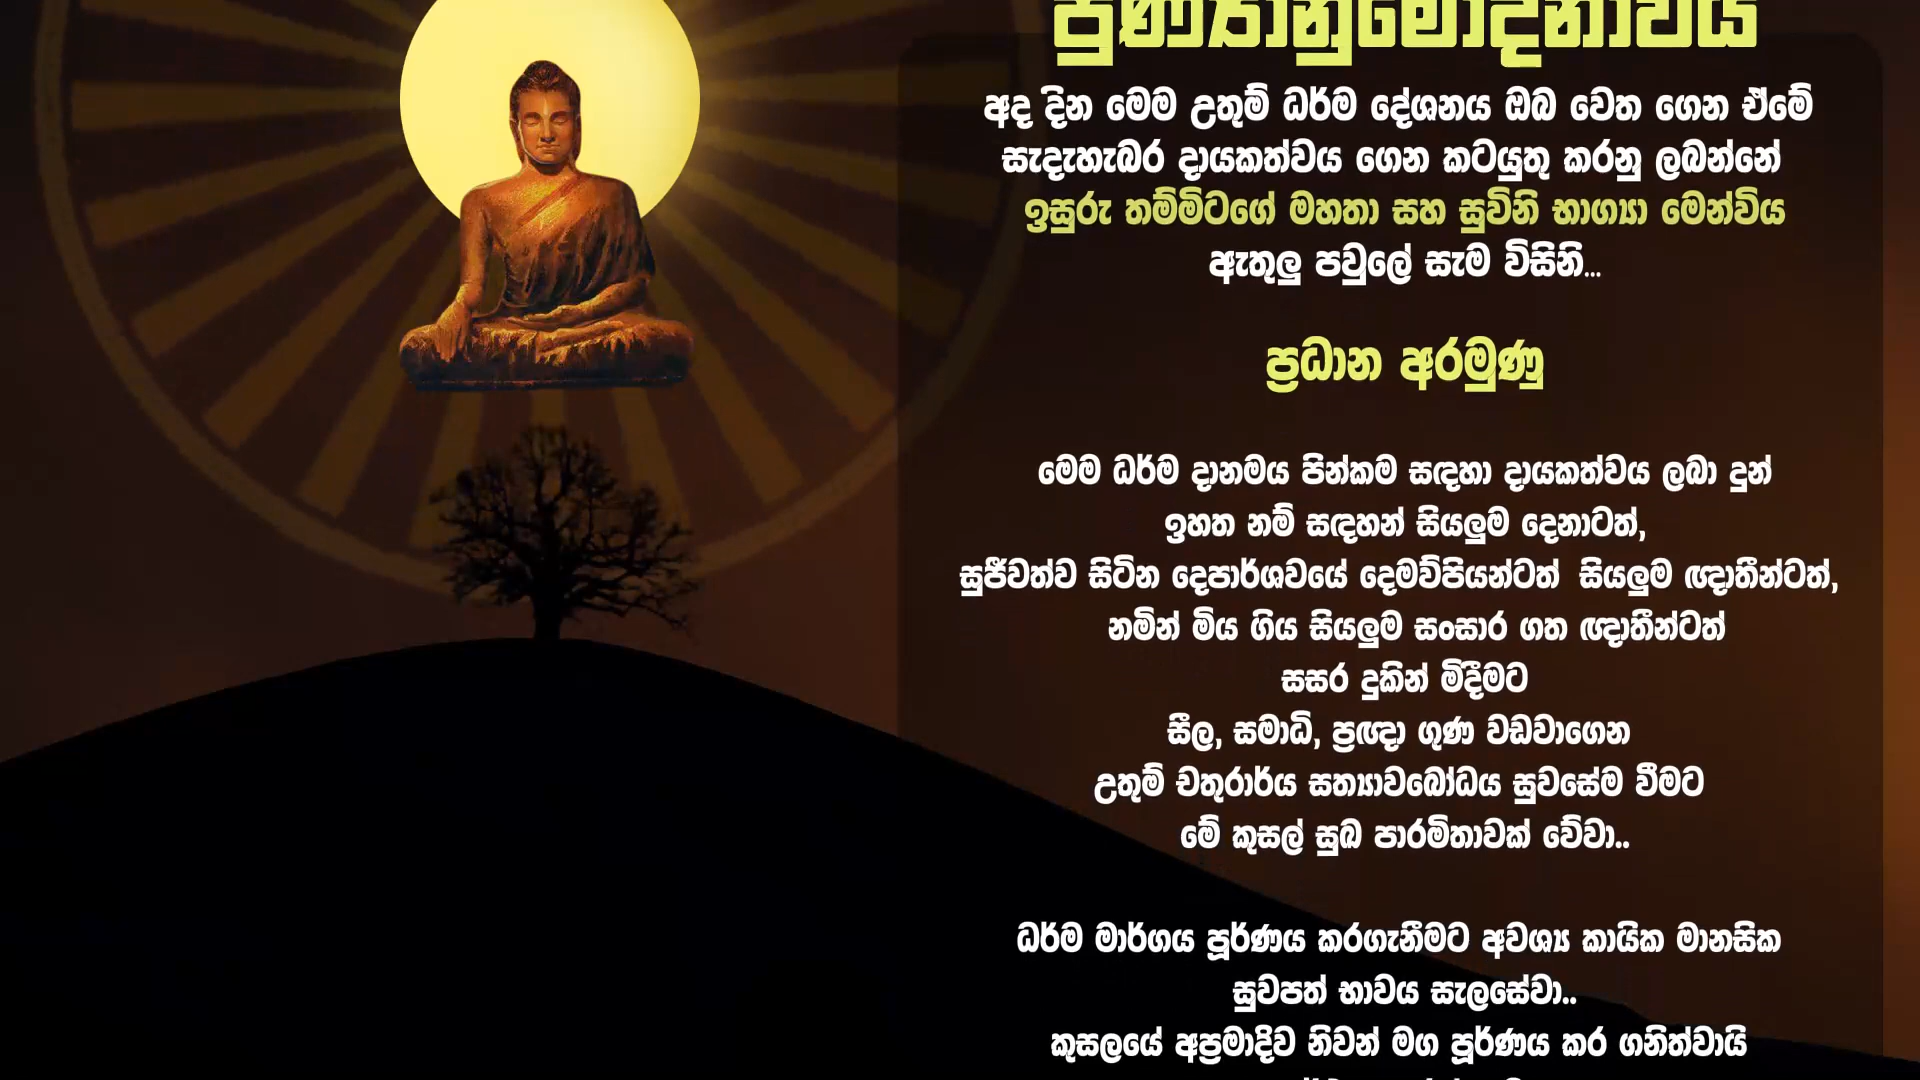 පුණ්‍යානුමෝදනාවය
අද දින මෙම උතුම් ධර්ම දේශනය ඔබ වෙත ගෙන ඒමේ
සැදැහැබර දායකත්වය ගෙන කටයුතු කරනු ලබන්නේ
ඉසුරු තම්මිටගේ මහතා සහ සුවිනි භාග්‍යා මෙන්විය
ඇතුලු පවුලේ සැම විසිනි...
ප්‍රධාන අරමුණු
මෙම ධර්ම දානමය පින්කම සඳහා දායකත්වය ලබා දුන්
ඉහත නම් සඳහන් සියලුම දෙනාටත්,
සුජීවත්ව සිටින දෙපාර්ශවයේ දෙමව්පියන්ටත් සියලුම ඥාතීන්ටත්,
නමින් මිය ගිය සියලුම සංසාර ගත ඥාතීන්ටත්
සසර දුකින් මිදීමට
සීල, සමාධි, ප්‍රඥා ගුණ වඩවාගෙන
උතුම් චතුරාර්ය සත්‍යාවබෝධය සුවසේම වීමට
මේ කුසල් සුඛ පාරමිතාවක් වේවා..
ධර්ම මාර්ගය පූර්ණය කරගැනීමට අවශ්‍ය කායික මානසික
සුවපත් භාවය සැලසේවා..
කුසලයේ අප්‍රමාදිව නිවන් මග පූර්ණය කර ගනිත්වායි